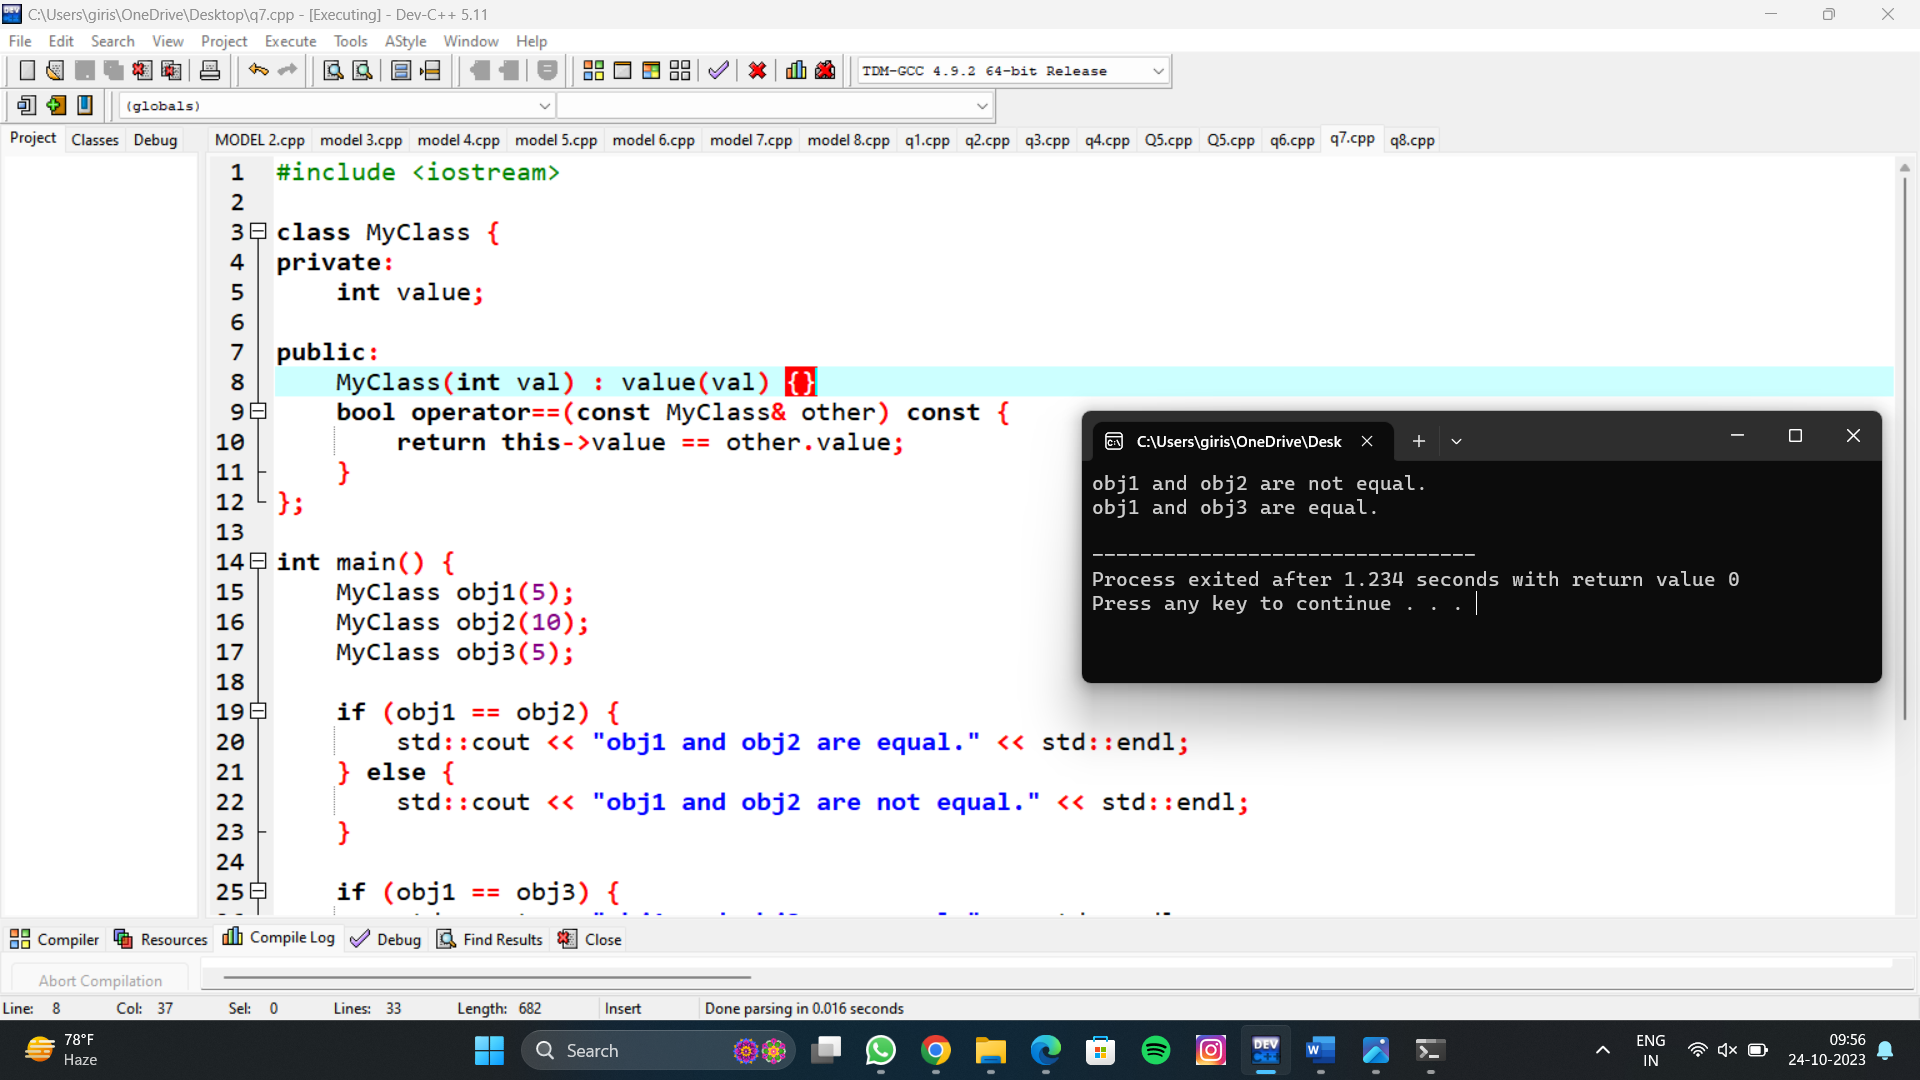 C:\Users\giris\OneDrive\Desktop\q7.cpp - [Executing] - Dev-C++ 5.11
File Edit Search View Project Execute Tools AStyle Window Help
TDM-GCC 4.9.2 64-bit Release
(globals)
Project Classes Debug MODEL 2.cpp model 3.cpp model 4.cpp model 5.cpp model 6.cpp model 7.cpp model 8.cpp q1.cpp q2.cpp q3.cpp q4.cpp Q5.cpp Q5.cpp q6.cpp q7.cpp q8.cpp
1 #include <iostream>
2
3 class MyClass {
4 private:
5     int value;
6
7 public:
8     MyClass(int val) : value(val) {}
9     bool operator==(const MyClass& other) const {
10         return this->value == other.value;
11     }
12 };
13
14 int main() {
15     MyClass obj1(5);
16     MyClass obj2(10);
17     MyClass obj3(5);
18
19     if (obj1 == obj2) {
20         std::cout << "obj1 and obj2 are equal." << std::endl;
21     } else {
22         std::cout << "obj1 and obj2 are not equal." << std::endl;
23     }
24
25     if (obj1 == obj3) {
C:\Users\giris\OneDrive\Desk
obj1 and obj2 are not equal.
obj1 and obj3 are equal.
--------------------------------
Process exited after 1.234 seconds with return value 0
Press any key to continue . . .
Compiler Resources Compile Log Debug Find Results Close
Abort Compilation
Line: 8 Col: 37 Sel: 0 Lines: 33 Length: 682 Insert Done parsing in 0.016 seconds
78°F
Haze
Search
DEV
C++
ENG
IN
09:56
24-10-2023